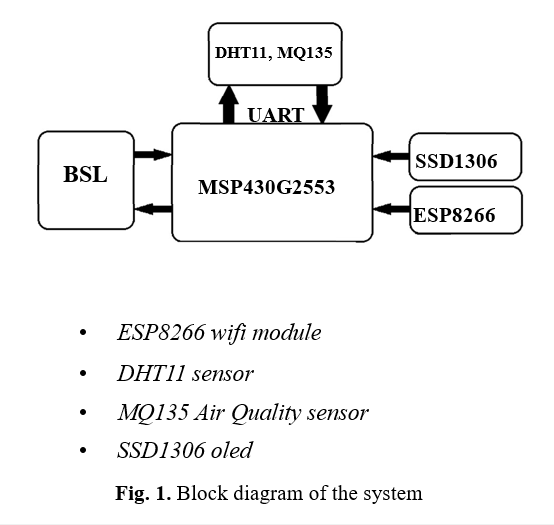 DHT11, MQ135
UART
BSL
MSP430G2553
SSD1306
ESP8266
• ESP8266 wifi module
• DHT11 sensor
• MQ135 Air Quality sensor
• SSD1306 oled
Fig. 1. Block diagram of the system